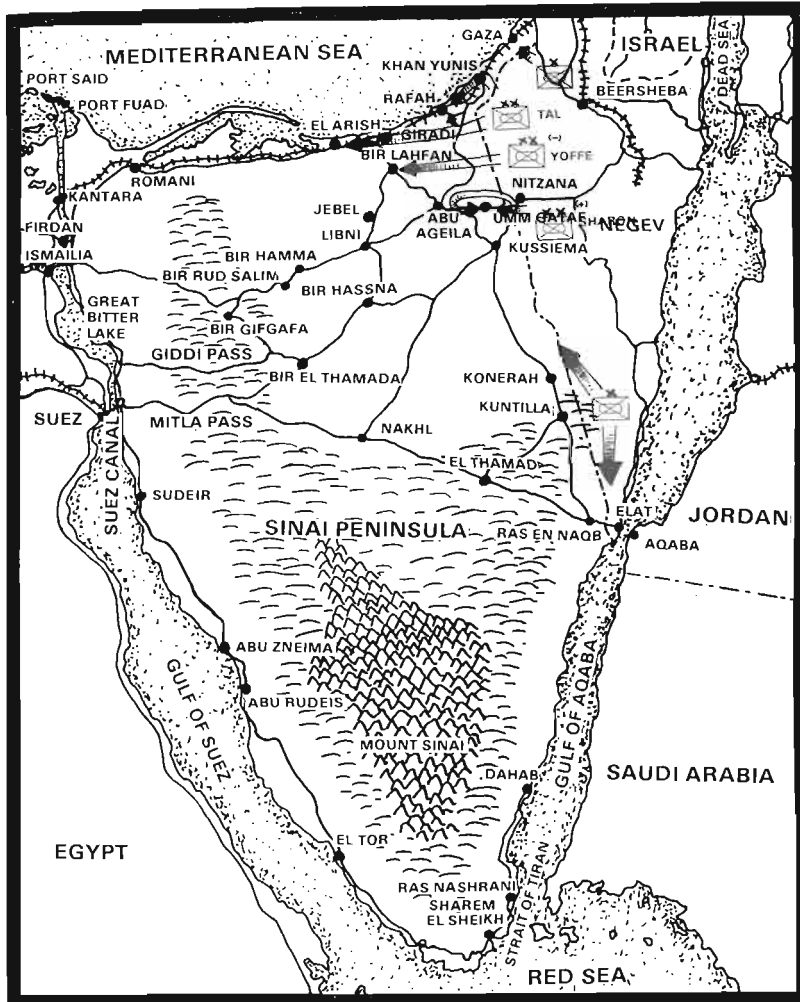 GAZA
ISRAEL
DEAD SEA
MEDITERRANEAN SEA
KHAN YUNIS
PORT SAID
BEERSHEBA
PORT FUAD
RAFAH
TAL
EL ARISH
GIRADI
(-)
BIR LAHFAN
YOFFE
ROMANI
NITZANA
KANTARA
(+)
JEBEL
LIBNI
ABU
AGEILA
UMM QATAF
SHARON
NEGEV
FIRDAN
ISMAILIA
BIR HAMMA
KUSSIEMA
BIR RUD SALIM
BIR HASSNA
GREAT
BITTER
LAKE
BIR GIFGAFA
GIDDI PASS
BIR EL THAMADA
KONERAH
KUNTILLA
SUEZ
MITLA PASS
NAKHL
SUEZ CANAL
EL THAMAD
SUDEIR
ELAT
JORDAN
SINAI PENINSULA
RAS EN NAQB
AQABA
ABU ZNEIMA
GULF OF SUEZ
ABU RUDEIS
GULF OF AQABA
MOUNT SINAI
DAHAB
SAUDI ARABIA
EGYPT
EL TOR
RAS NASHRANI
SHAREM
EL SHEIKH
STRAIT OF TIRAN
RED SEA